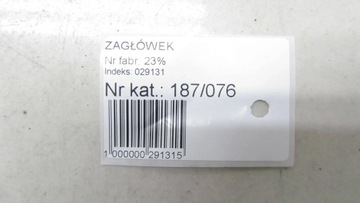 ZAGŁÓWEK
Nr fabr. 23%
Indeks: 029131
Nr kat.: 187/076
1 000000 291315